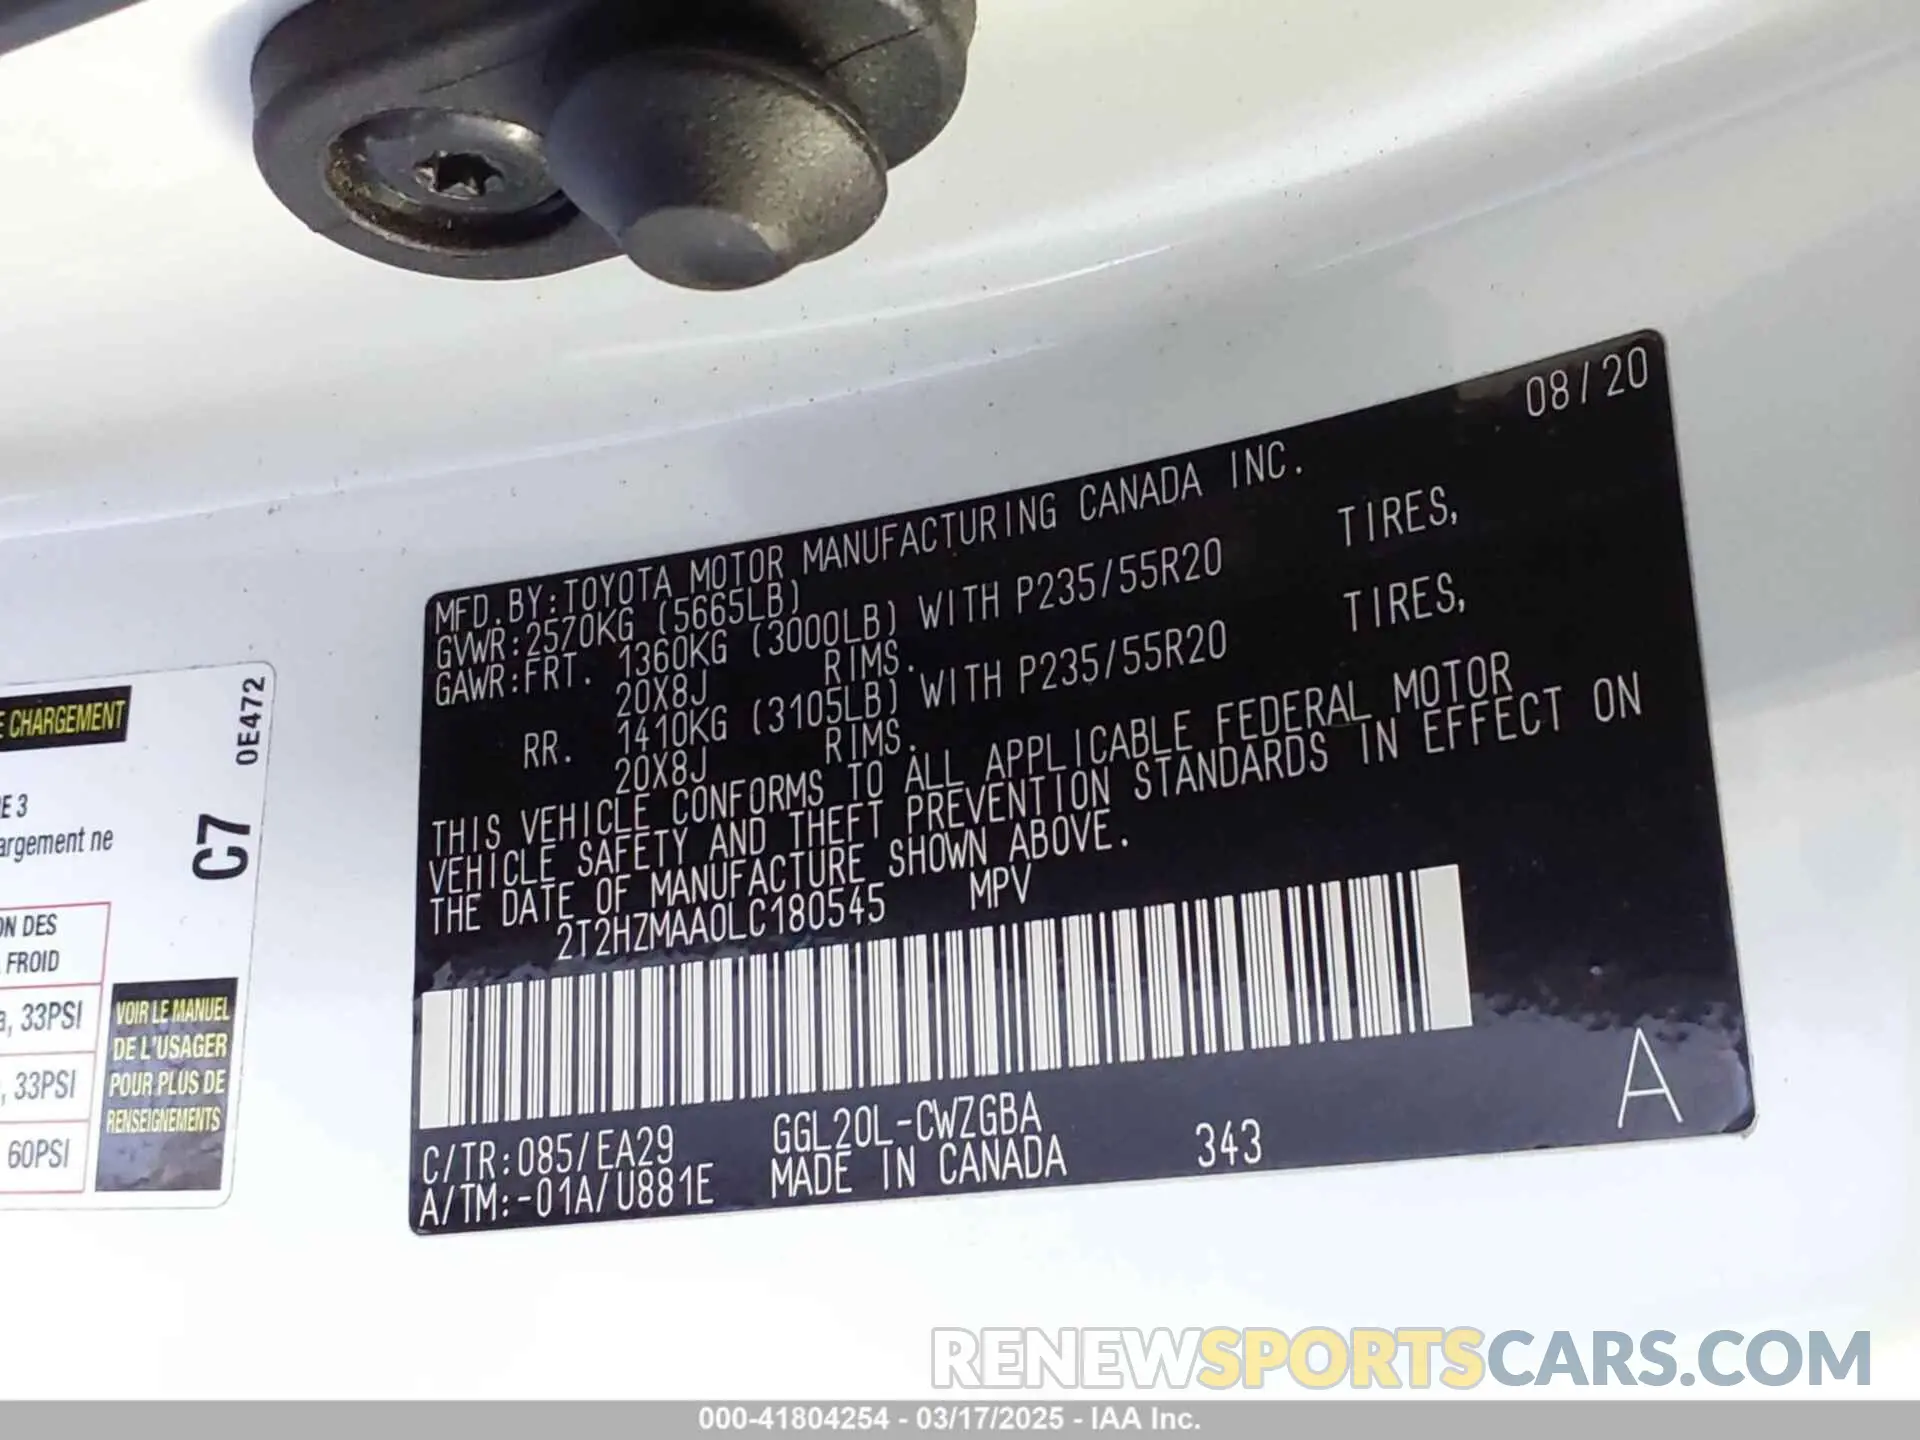 08/20
MFD.BY:TOYOTA MOTOR MANUFACTURING CANADA INC.
GVWR:2570KG (5665LB)
GAWR:FRT. 1360KG (3000LB) WITH P235/55R20 TIRES,
20X8J RIMS.
RR. 1410KG (3105LB) WITH P235/55R20 TIRES,
20X8J RIMS.
THIS VEHICLE CONFORMS TO ALL APPLICABLE FEDERAL MOTOR
VEHICLE SAFETY AND THEFT PREVENTION STANDARDS IN EFFECT ON
THE DATE OF MANUFACTURE SHOWN ABOVE.
2T2HZMAA0LC180545 MPV
C/TR:085/EA29 GGL20L-CWZGBA
A/TM:-01A/U881E MADE IN CANADA 343
A
E CHARGEMENT
0E472
RE 3
argement ne
C7
ON DES
FROID
a, 33PSI
, 33PSI
60PSI
VOIR LE MANUEL
DE L'USAGER
POUR PLUS DE
RENSEIGNEMENTS
RENEWSPORTSCARS.COM
000-41804254 - 03/17/2025 - IAA Inc.